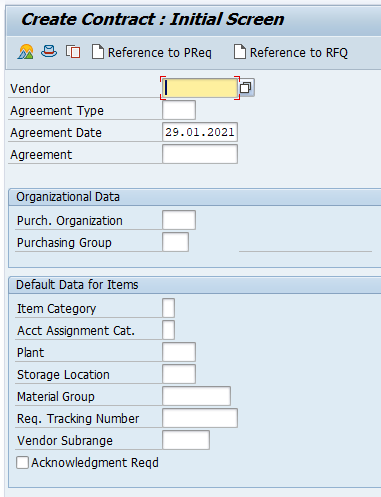 Create Contract : Initial Screen
Reference to PReq Reference to RFQ
Vendor
Agreement Type
Agreement Date 29.01.2021
Agreement
Organizational Data
Purch. Organization
Purchasing Group
Default Data for Items
Item Category
Acct Assignment Cat.
Plant
Storage Location
Material Group
Req. Tracking Number
Vendor Subrange
Acknowledgment Reqd